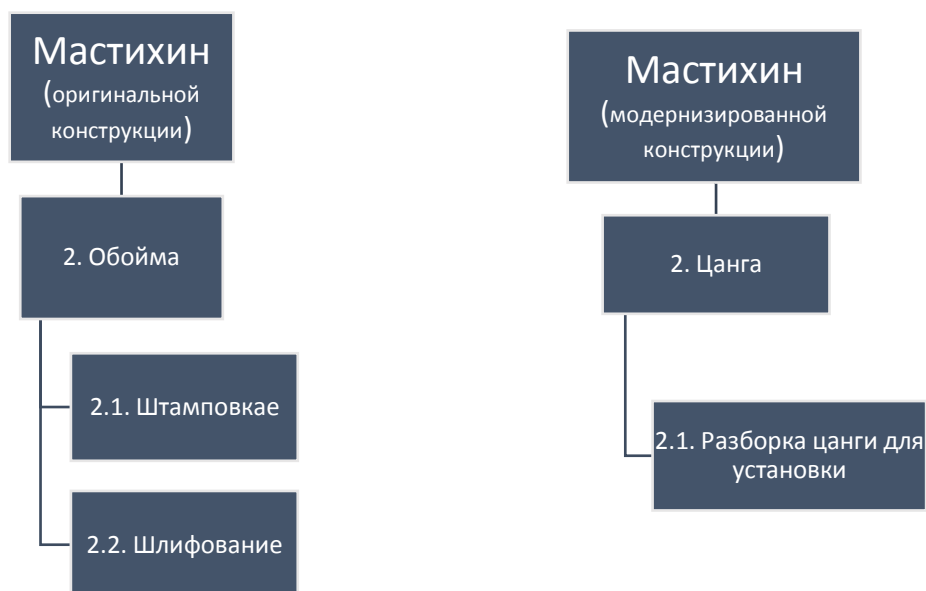 Мастихин
(оригинальной
конструкции)
2. Обойма
2.1. Штамповкае
2.2. Шлифование
Мастихин
(модернизированной
конструкции)
2. Цанга
2.1. Разборка цанги для
установки